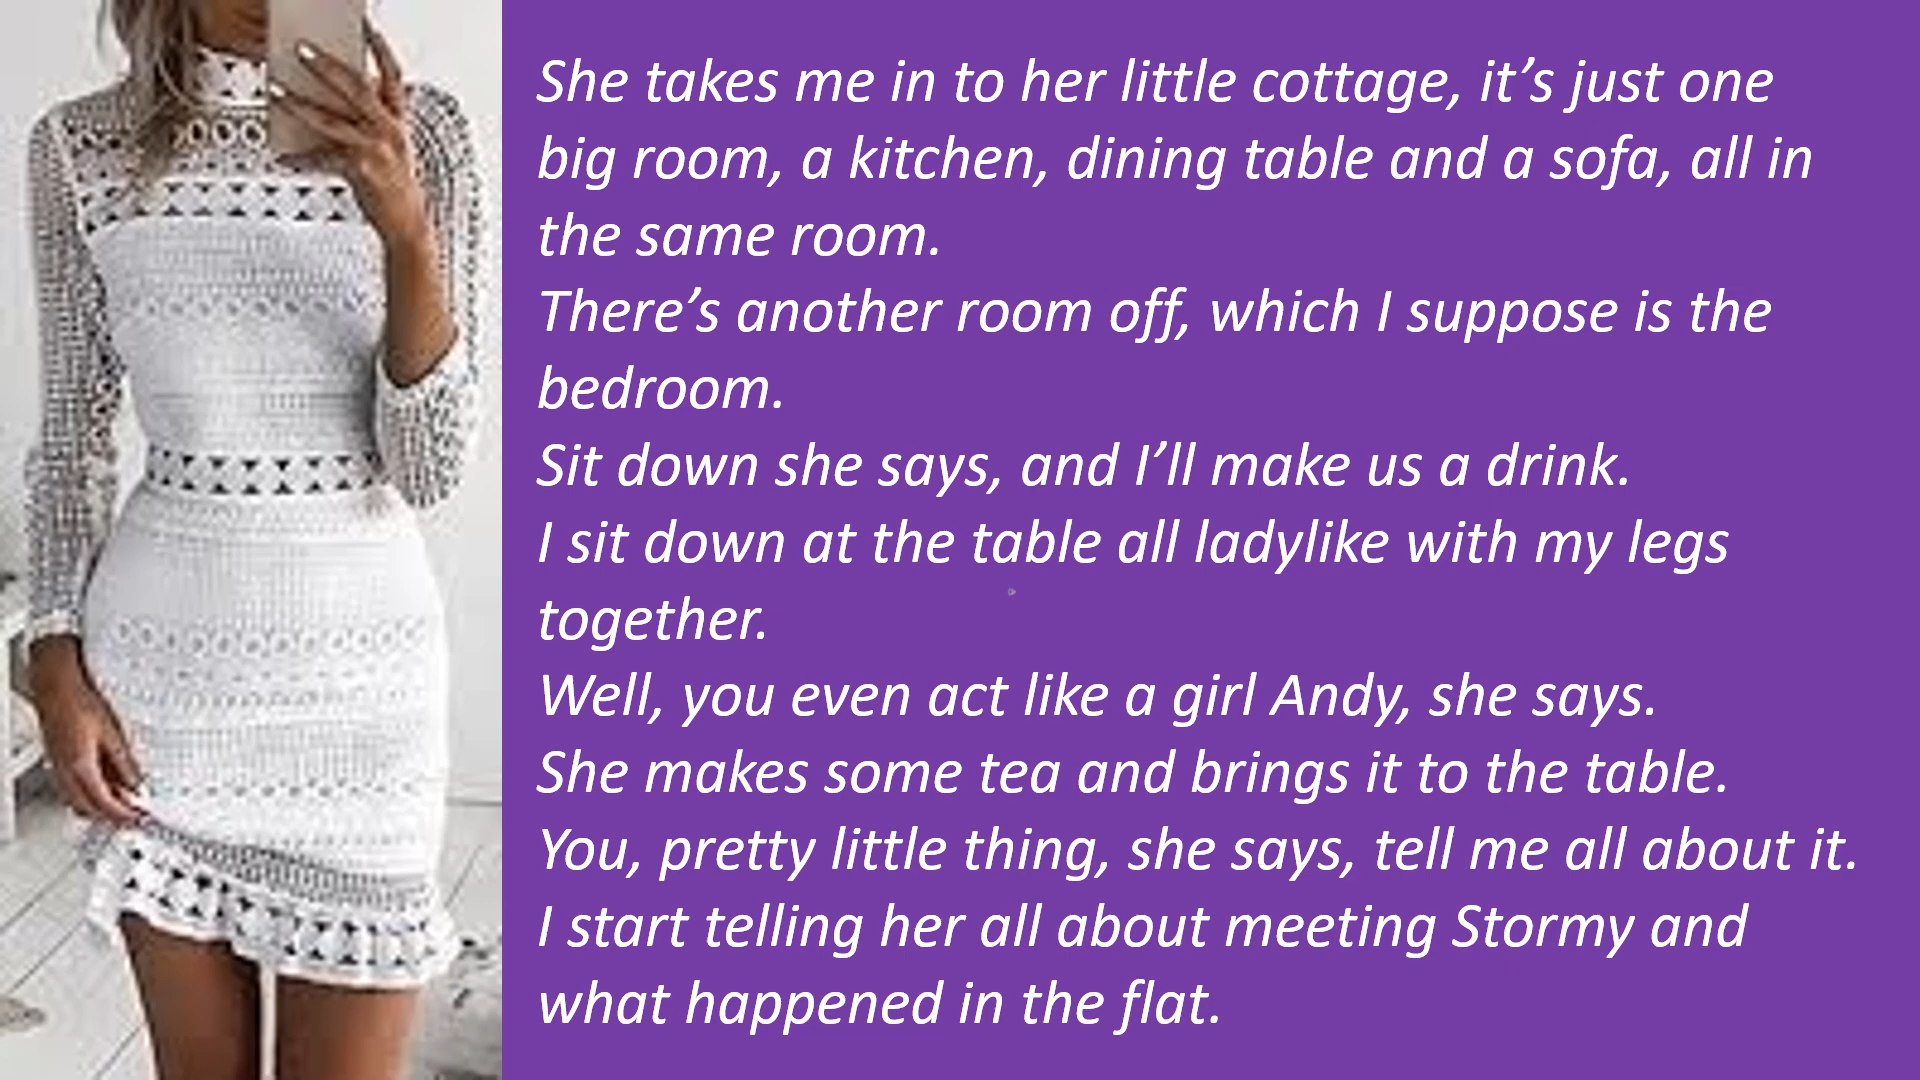 She takes me in to her little cottage, it’s just one
big room, a kitchen, dining table and a sofa, all in
the same room.
There’s another room off, which I suppose is the
bedroom.
Sit down she says, and I’ll make us a drink.
I sit down at the table all ladylike with my legs
together.
Well, you even act like a girl Andy, she says.
She makes some tea and brings it to the table.
You, pretty little thing, she says, tell me all about it.
I start telling her all about meeting Stormy and
what happened in the flat.